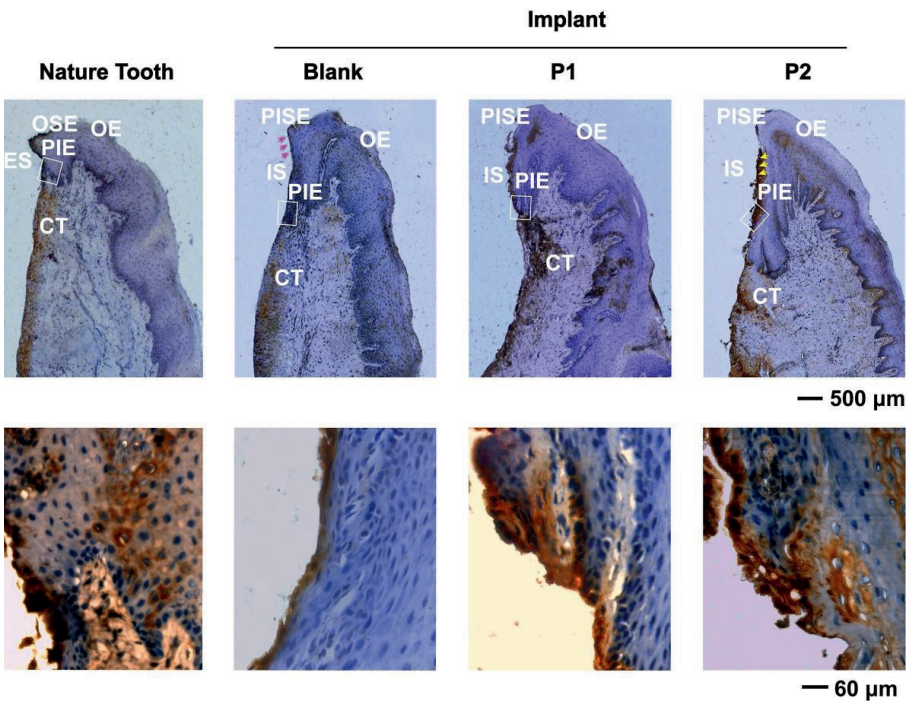 Implant
Nature Tooth
Blank
P1
P2
OSE
OE
PIE
ES
CT
PISE
OE
IS
PIE
CT
PISE
OE
IS
PIE
CT
PISE
OE
IS
PIE
CT
500 µm
60 µm